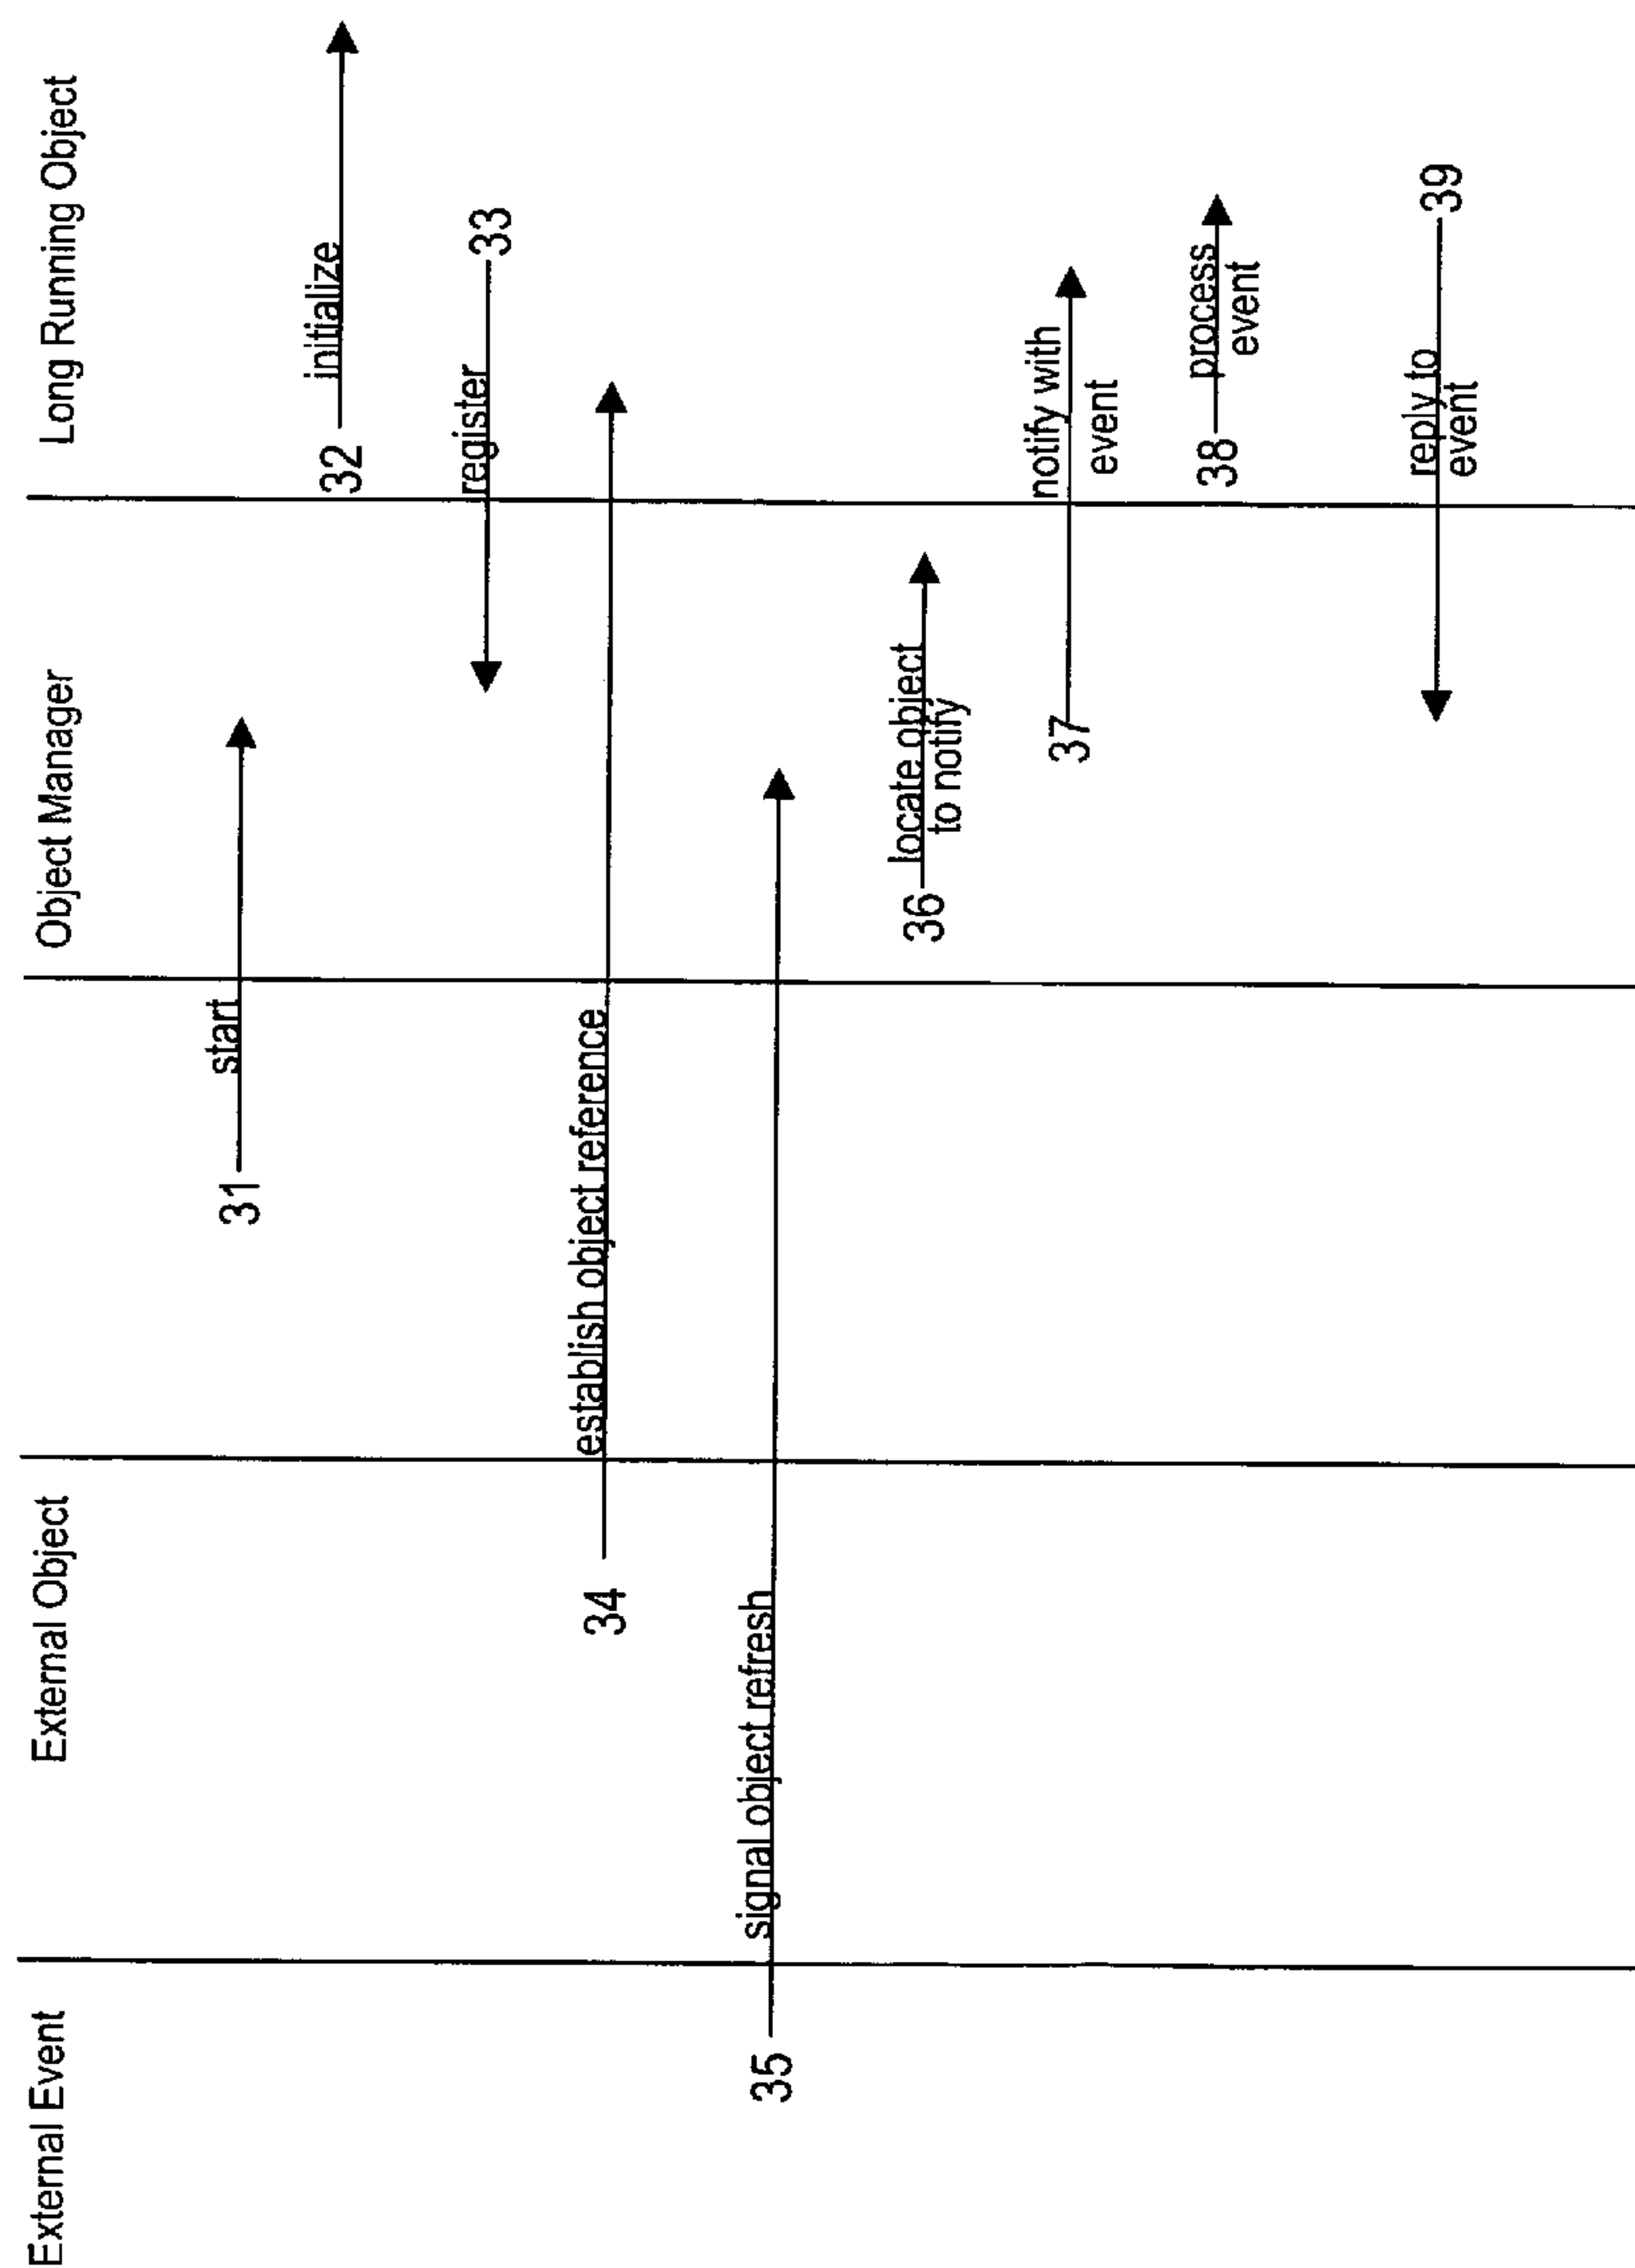 External Event
External Object
Object Manager
Long Running Object
31
start
32
initialize
33
register
34
establish object reference
35
signal object refresh
36
locate object
to notify
37
notify with
event
38
process
event
39
reply to
event